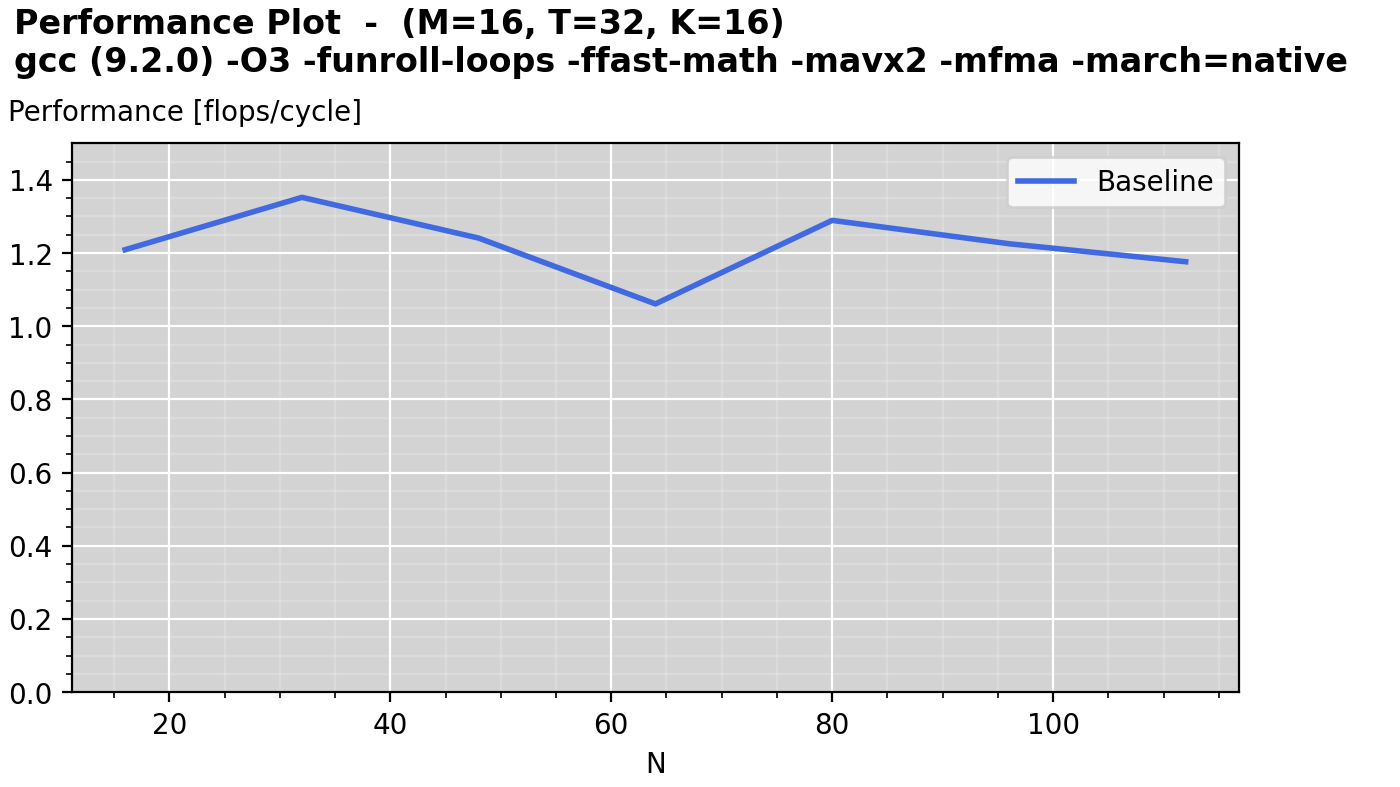 Performance Plot - (M=16, T=32, K=16)
gcc (9.2.0) -O3 -funroll-loops -ffast-math -mavx2 -mfma -march=native
Performance [flops/cycle]
Baseline
1.4
1.2
1.0
0.8
0.6
0.4
0.2
0.0
20 40 60 80 100
N